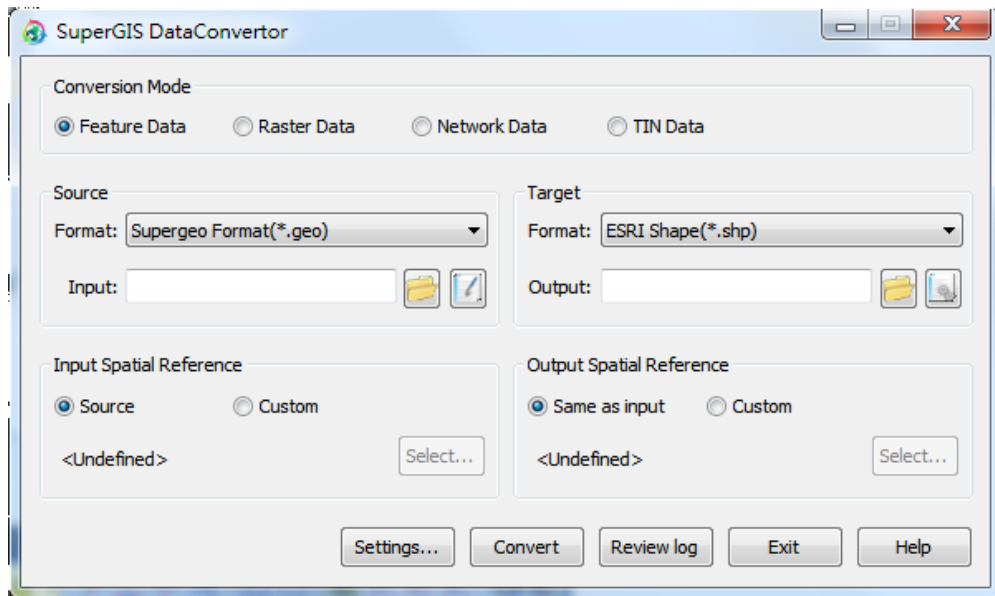 SuperGIS DataConvertor
Conversion Mode
Feature Data Raster Data Network Data TIN Data
Source
Format: Supergeo Format(*.geo)
Input:
Target
Format: ESRI Shape(*.shp)
Output:
Input Spatial Reference
Source Custom
<Undefined> Select...
Output Spatial Reference
Same as input Custom
<Undefined> Select...
Settings... Convert Review log Exit Help